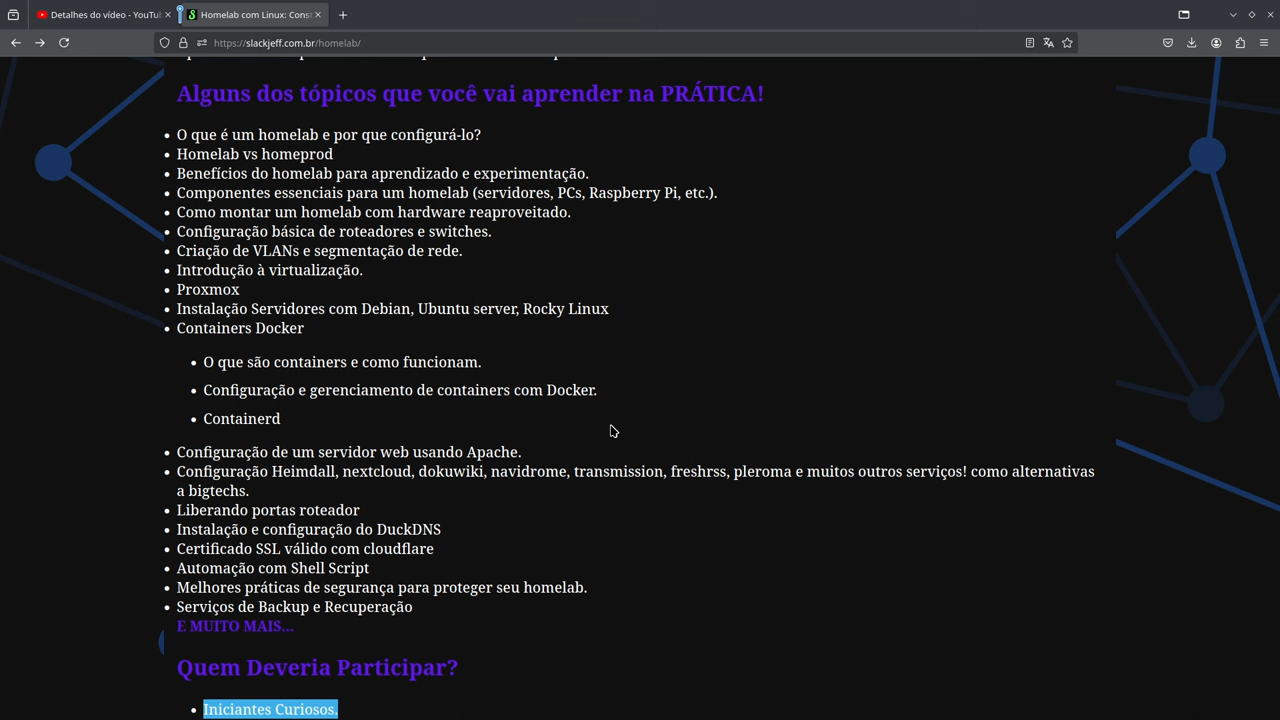 Detalhes do vídeo - YouTu
Homelab com Linux: Const
https://slackjeff.com.br/homelab/
Alguns dos tópicos que você vai aprender na PRÁTICA!
O que é um homelab e por que configurá-lo?
Homelab vs homeprod
Benefícios do homelab para aprendizado e experimentação.
Componentes essenciais para um homelab (servidores, PCs, Raspberry Pi, etc.).
Como montar um homelab com hardware reaproveitado.
Configuração básica de roteadores e switches.
Criação de VLANs e segmentação de rede.
Introdução à virtualização.
Proxmox
Instalação Servidores com Debian, Ubuntu server, Rocky Linux
Containers Docker
O que são containers e como funcionam.
Configuração e gerenciamento de containers com Docker.
Containerd
Configuração de um servidor web usando Apache.
Configuração Heimdall, nextcloud, dokuwiki, navidrome, transmission, freshrss, pleroma e muitos outros serviços! como alternativas
a bigtechs.
Liberando portas roteador
Instalação e configuração do DuckDNS
Certificado SSL válido com cloudflare
Automação com Shell Script
Melhores práticas de segurança para proteger seu homelab.
Serviços de Backup e Recuperação
E MUITO MAIS...
Quem Deveria Participar?
Iniciantes Curiosos.